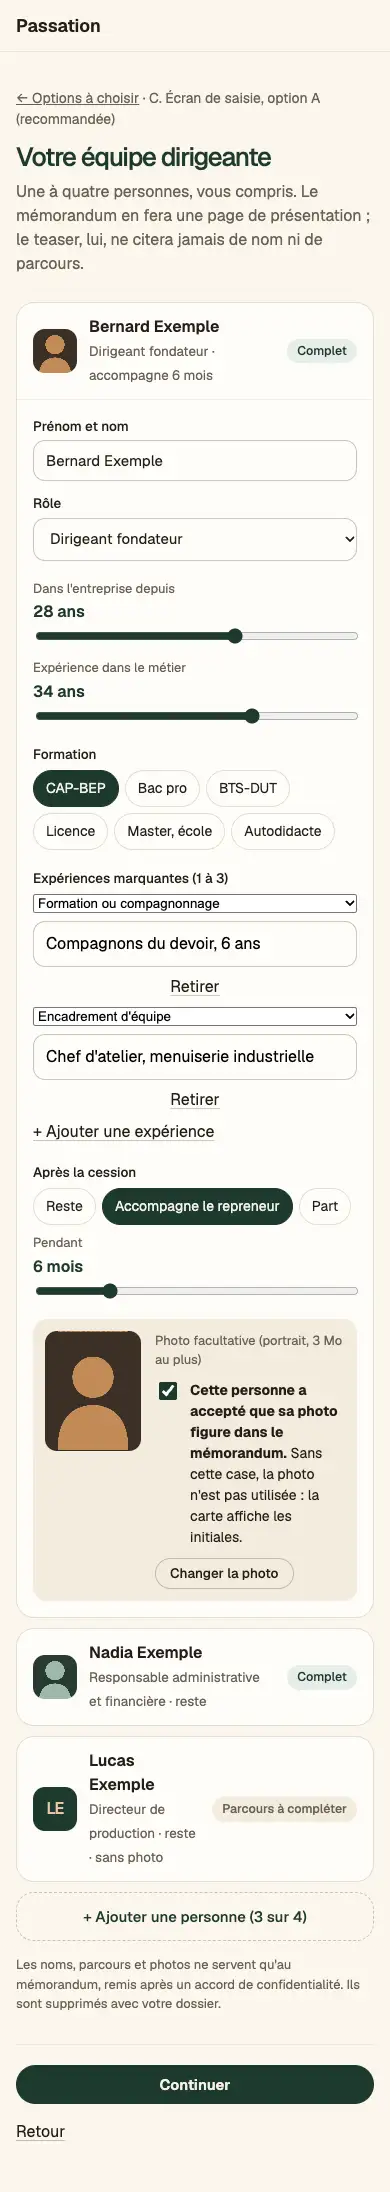 Passation
← Options à choisir · C. Écran de saisie, option A
(recommandée)
Votre équipe dirigeante
Une à quatre personnes, vous compris. Le
mémorandum en fera une page de présentation ;
le teaser, lui, ne citera jamais de nom ni de
parcours.
Bernard Exemple
Dirigeant fondateur ·
accompagne 6 mois
Complet
Prénom et nom
Bernard Exemple
Rôle
Dirigeant fondateur
Dans l'entreprise depuis
28 ans
Expérience dans le métier
34 ans
Formation
CAP-BEP
Bac pro
BTS-DUT
Licence
Master, école
Autodidacte
Expériences marquantes (1 à 3)
Formation ou compagnonnage
Compagnons du devoir, 6 ans
Retirer
Encadrement d'équipe
Chef d'atelier, menuiserie industrielle
Retirer
+ Ajouter une expérience
Après la cession
Reste
Accompagne le repreneur
Part
Pendant
6 mois
Photo facultative (portrait, 3 Mo
au plus)
Cette personne a
accepté que sa photo
figure dans le
mémorandum. Sans
cette case, la photo
n'est pas utilisée : la
carte affiche les
initiales.
Changer la photo
Nadia Exemple
Responsable administrative
et financière · reste
Complet
LE
Lucas
Exemple
Directeur de
production · reste
· sans photo
Parcours à compléter
+ Ajouter une personne (3 sur 4)
Les noms, parcours et photos ne servent qu'au
mémorandum, remis après un accord de confidentialité. Ils
sont supprimés avec votre dossier.
Continuer
Retour